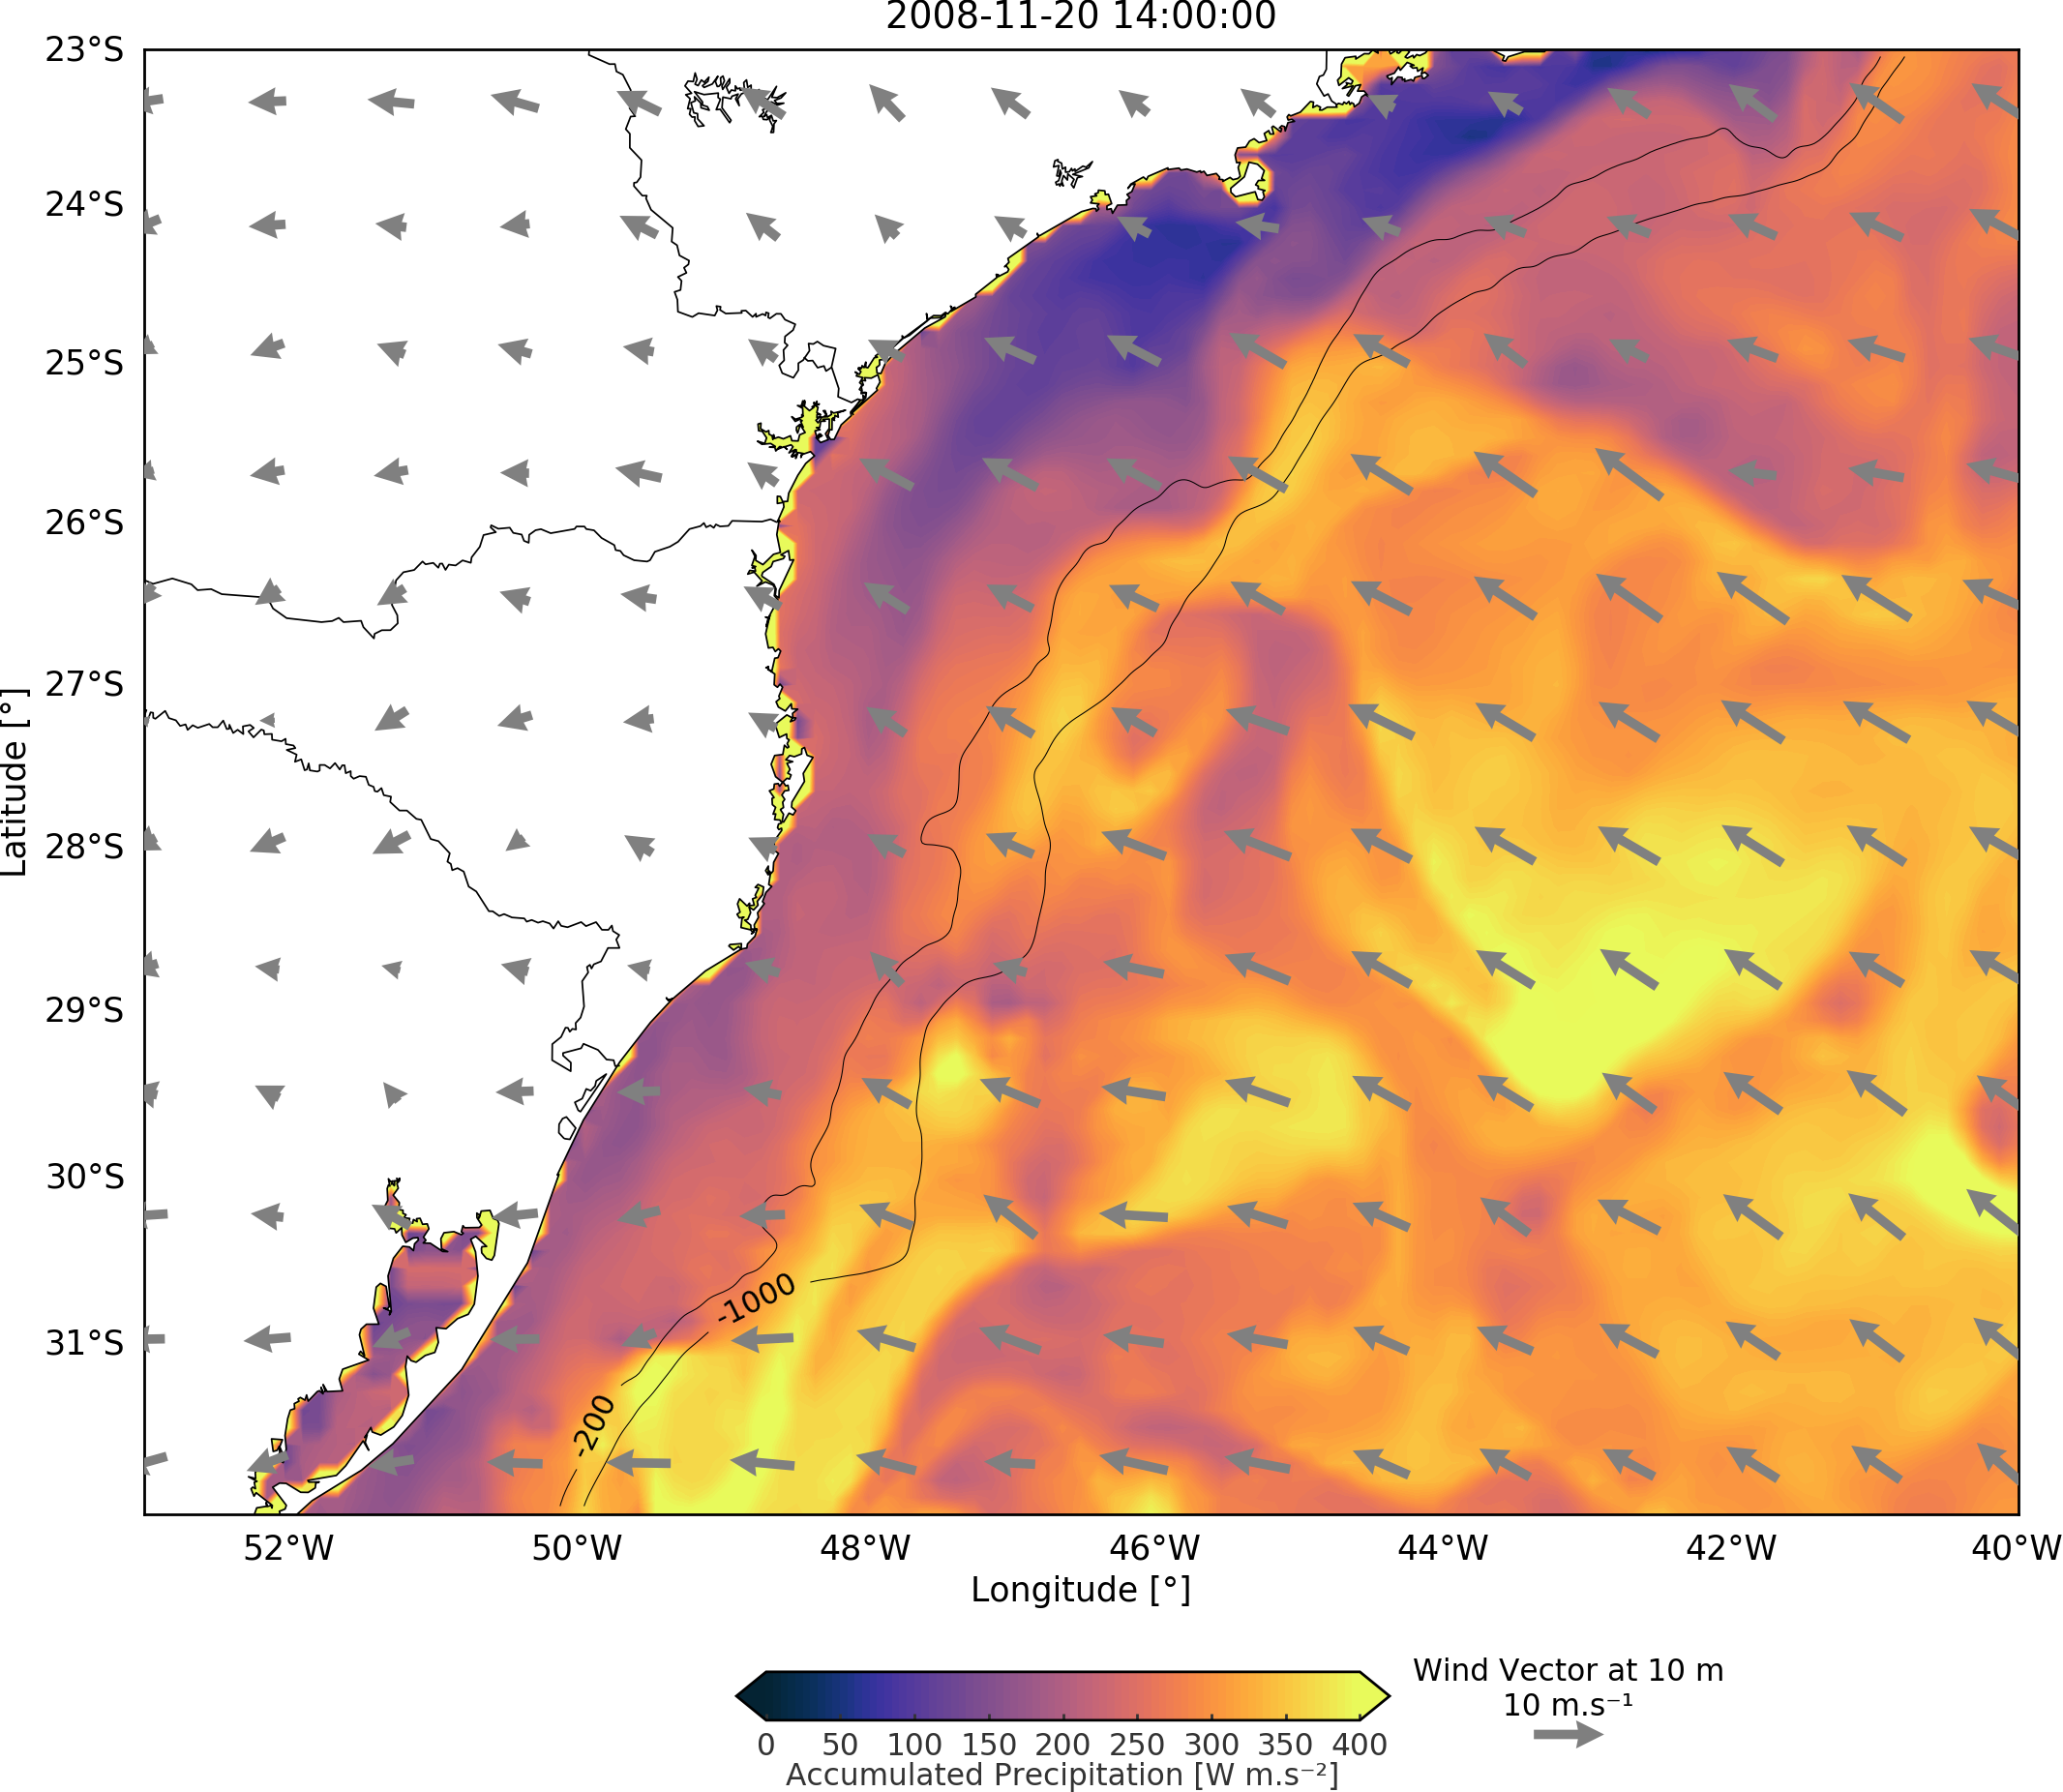 2008-11-20 14:00:00
23°S
24°S
25°S
26°S
27°S
28°S
29°S
30°S
31°S
Latitude [°]
-1000
-200
52°W 50°W 48°W 46°W 44°W 42°W 40°W
Longitude [°]
Wind Vector at 10 m
10 m.s⁻¹
0 50 100 150 200 250 300 350 400
Accumulated Precipitation [W m.s⁻²]